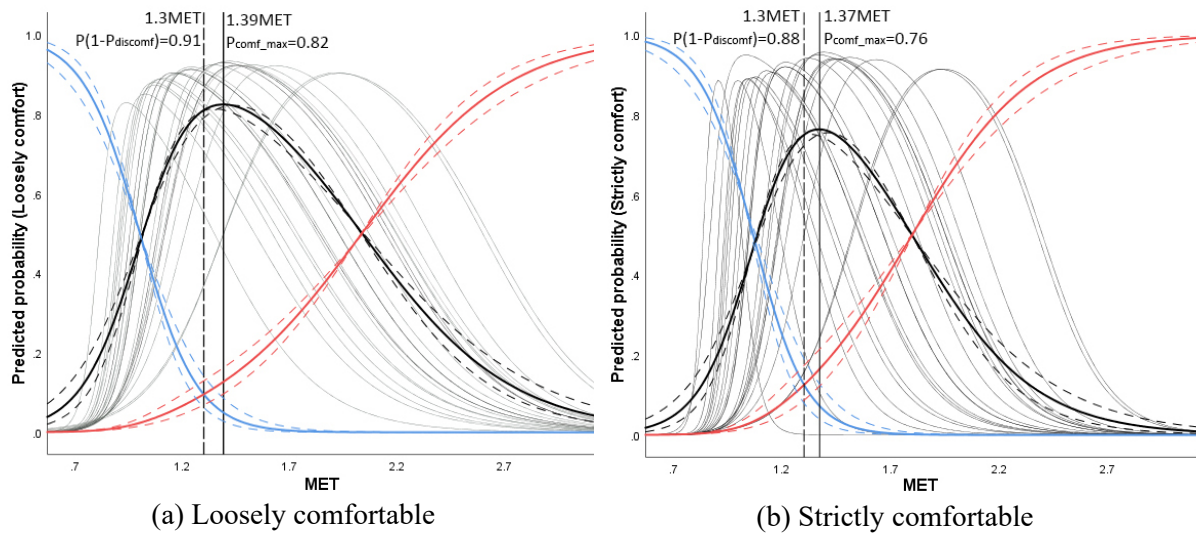 1.3MET
1.39MET
P(1-Pdiscomf)=0.91
Pcomf_max=0.82
1.0
.8
.6
.4
.2
.0
Predicted probability (Loosely comfort)
.7
1.2
1.7
2.2
2.7
MET
(a) Loosely comfortable
1.3MET
1.37MET
P(1-Pdiscomf)=0.88
Pcomf_max=0.76
1.0
.8
.6
.4
.2
.0
Predicted probability (Strictly comfort)
.7
1.2
1.7
2.2
2.7
MET
(b) Strictly comfortable